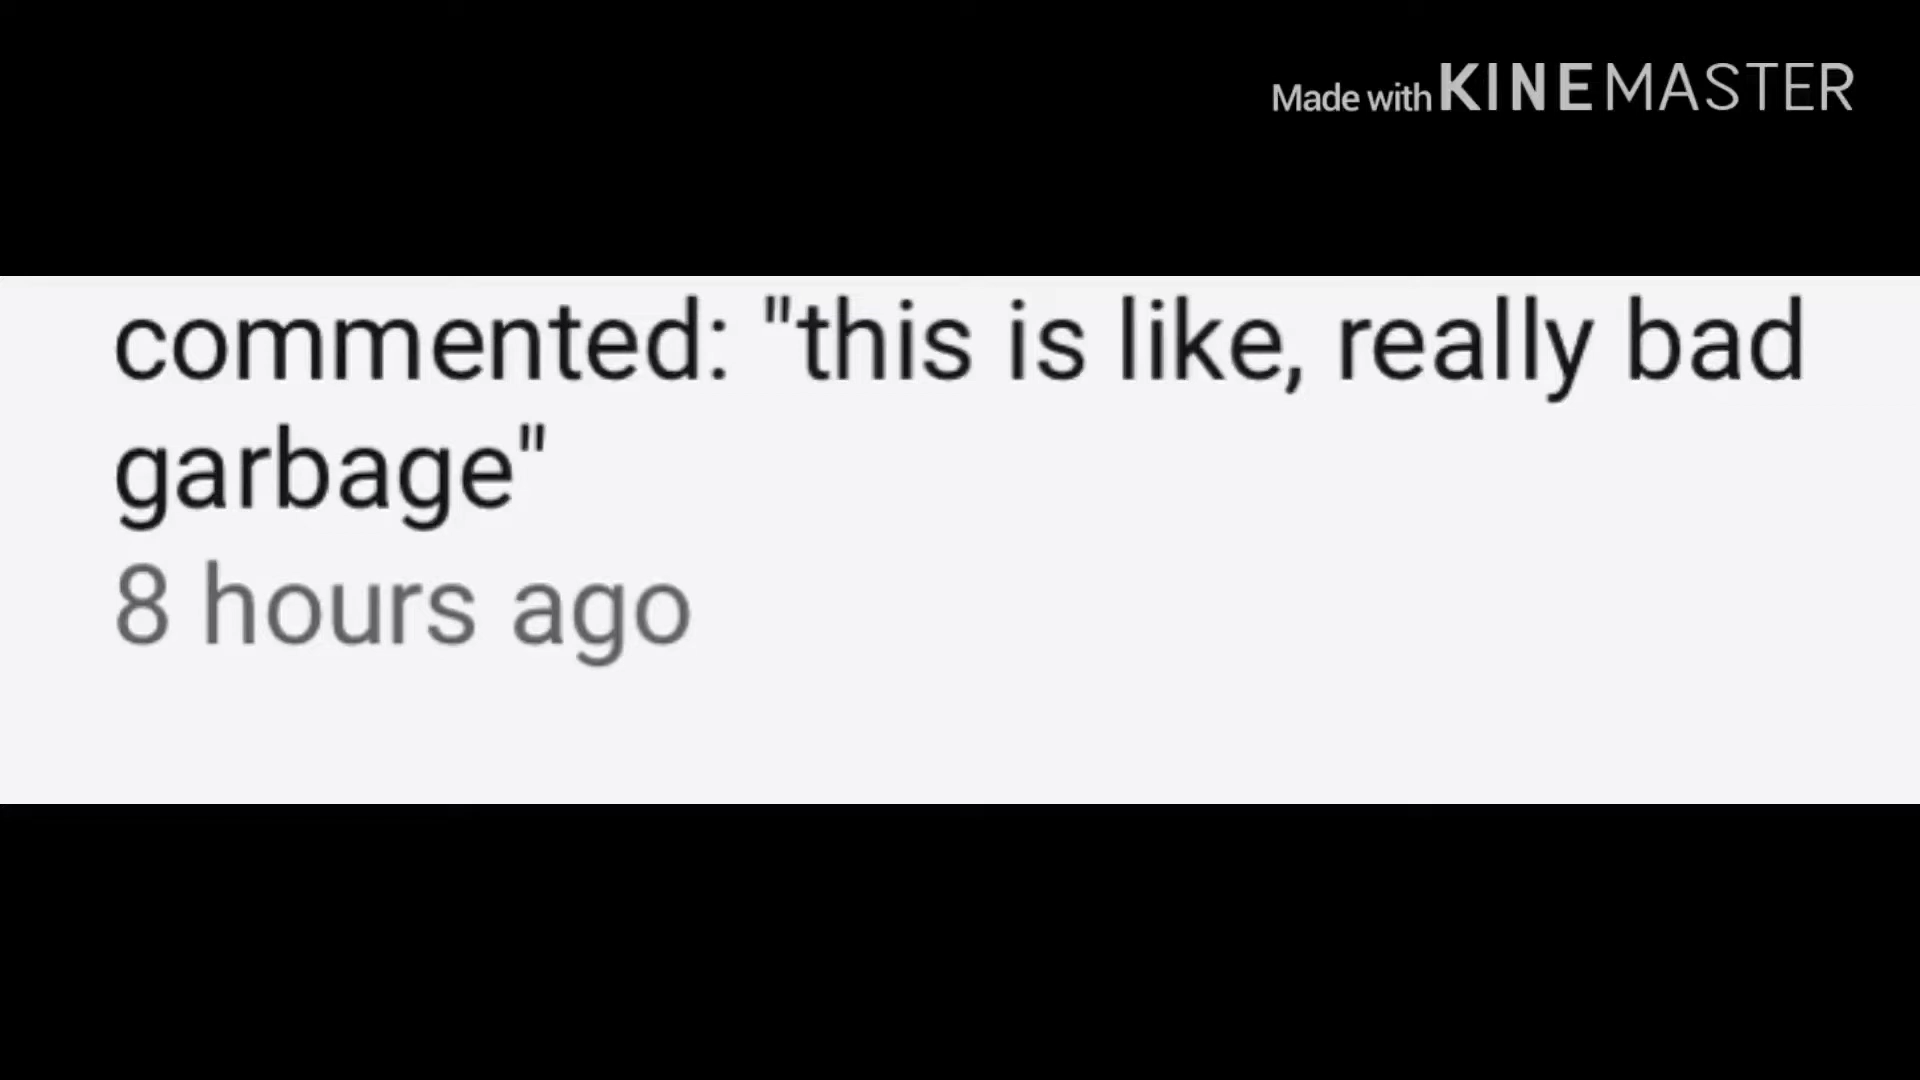 Made with KINEMASTER
commented: "this is like, really bad
garbage"
8 hours ago